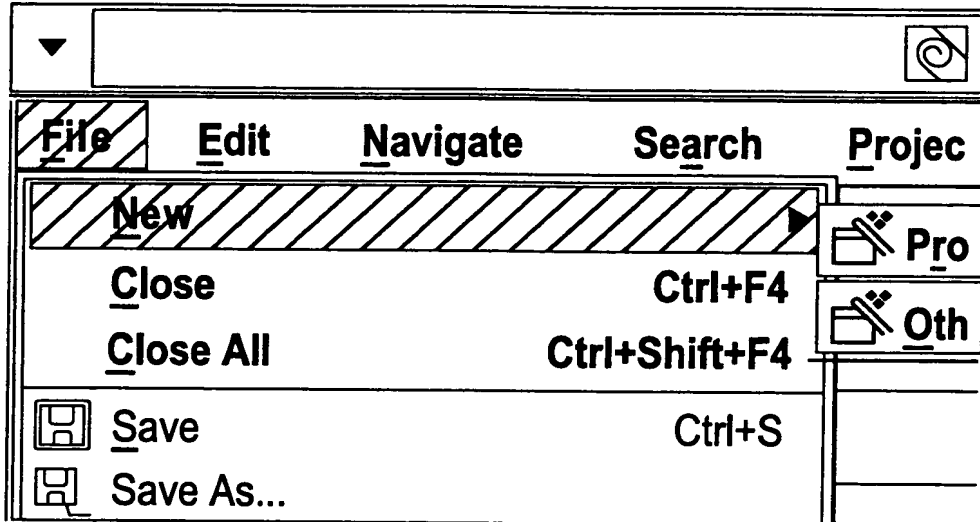 File Edit Navigate Search Projec
New
Pro
Close Ctrl+F4
Oth
Close All Ctrl+Shift+F4
Save Ctrl+S
Save As...